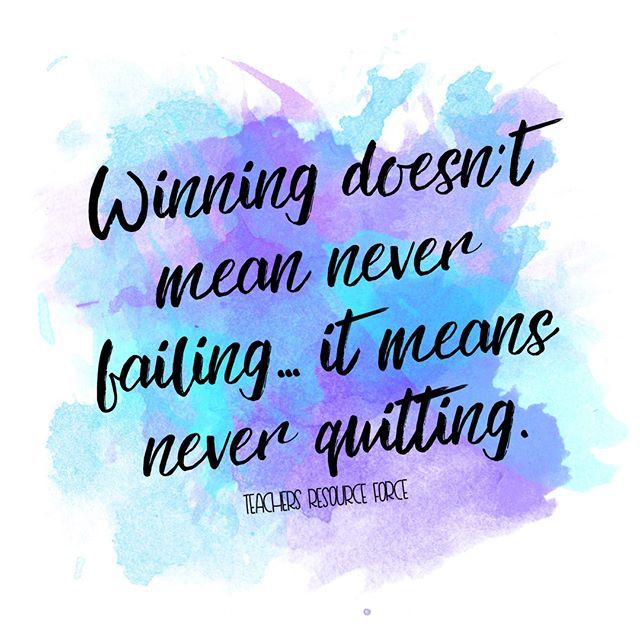 Winning doesn't
mean never
failing... it means
never quitting.
TEACHERS RESOURCE FORCE